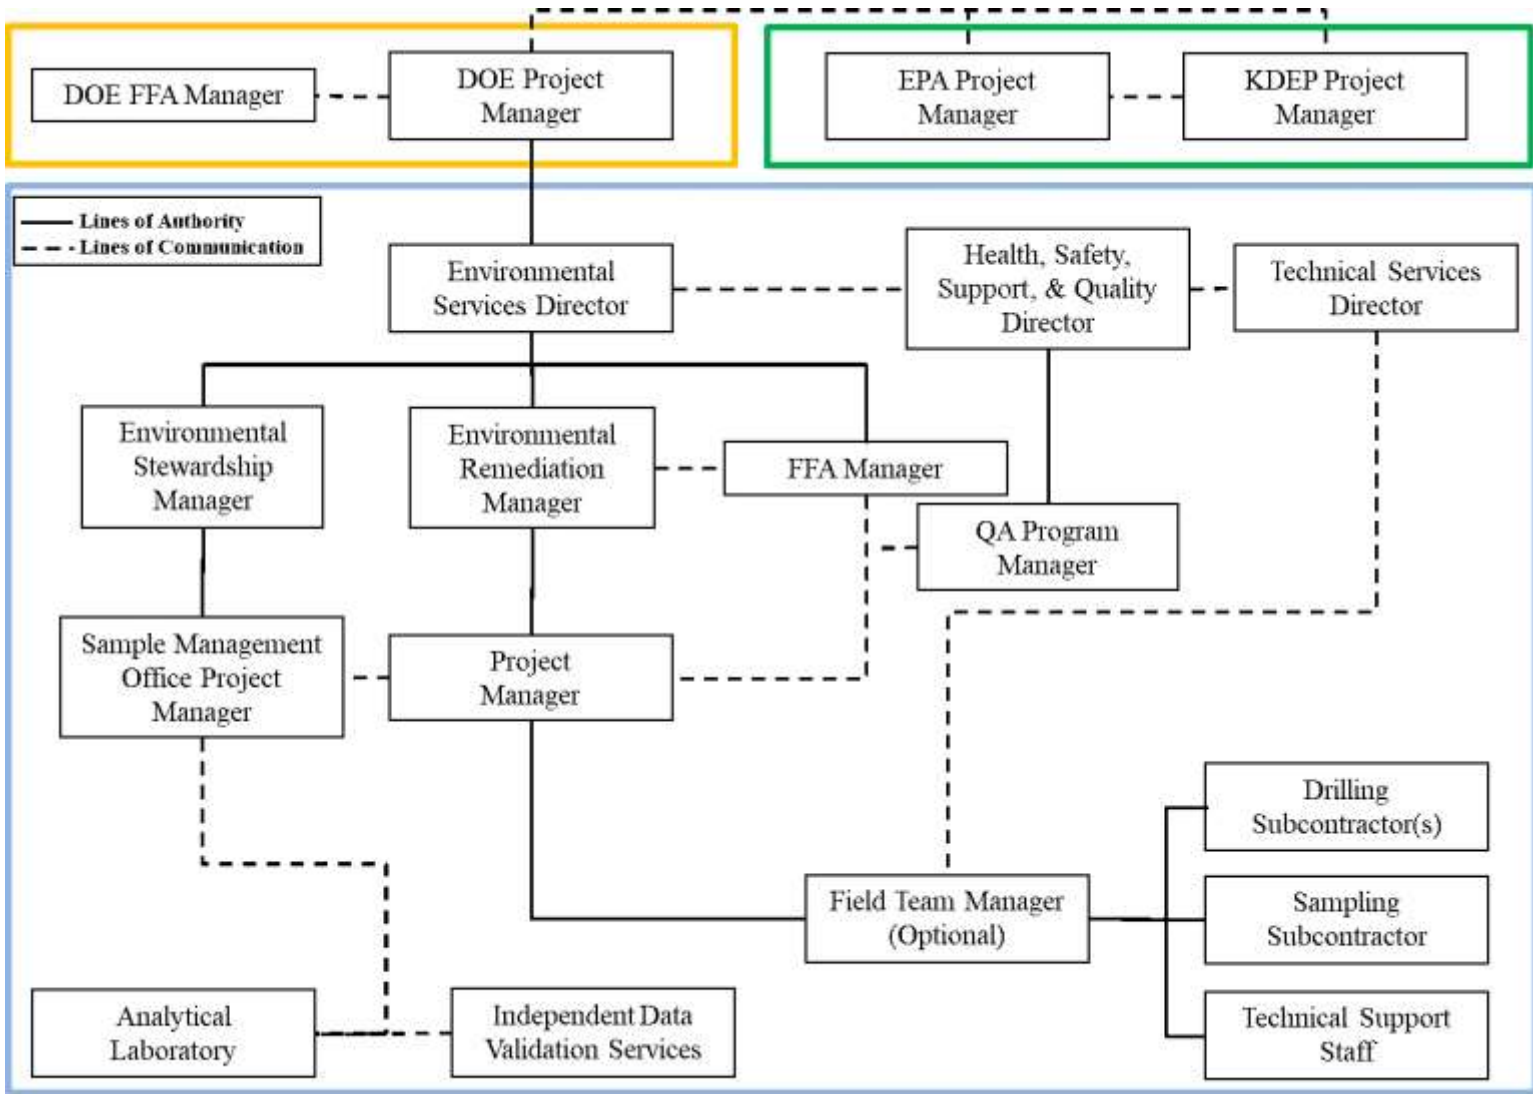 DOE FFA Manager
DOE Project
Manager
EPA Project
Manager
KDEP Project
Manager
Lines of Authority
Lines of Communication
Environmental
Services Director
Health, Safety,
Support, & Quality
Director
Technical Services
Director
Environmental
Stewardship
Manager
Environmental
Remediation
Manager
FFA Manager
QA Program
Manager
Sample Management
Office Project
Manager
Project
Manager
Drilling
Subcontractor(s)
Field Team Manager
(Optional)
Sampling
Subcontractor
Analytical
Laboratory
Independent Data
Validation Services
Technical Support
Staff